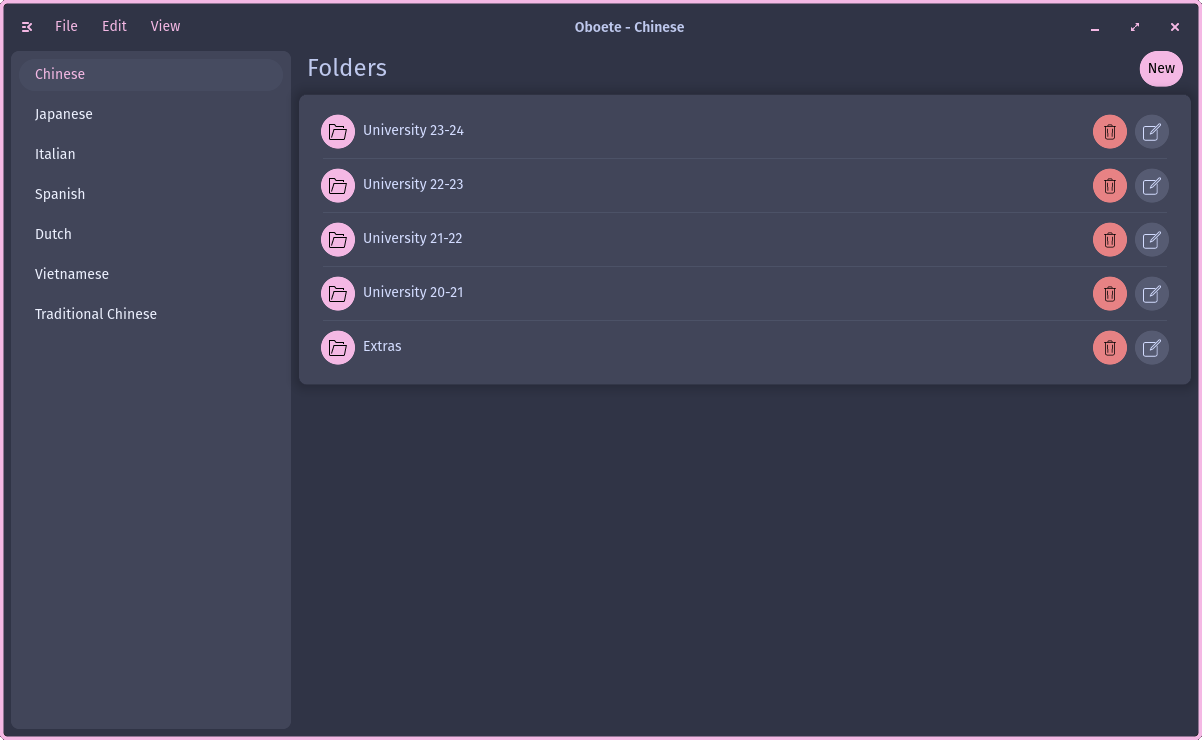 File Edit View Oboete - Chinese
Chinese
Japanese
Italian
Spanish
Dutch
Vietnamese
Traditional Chinese
Folders New
University 23-24
University 22-23
University 21-22
University 20-21
Extras